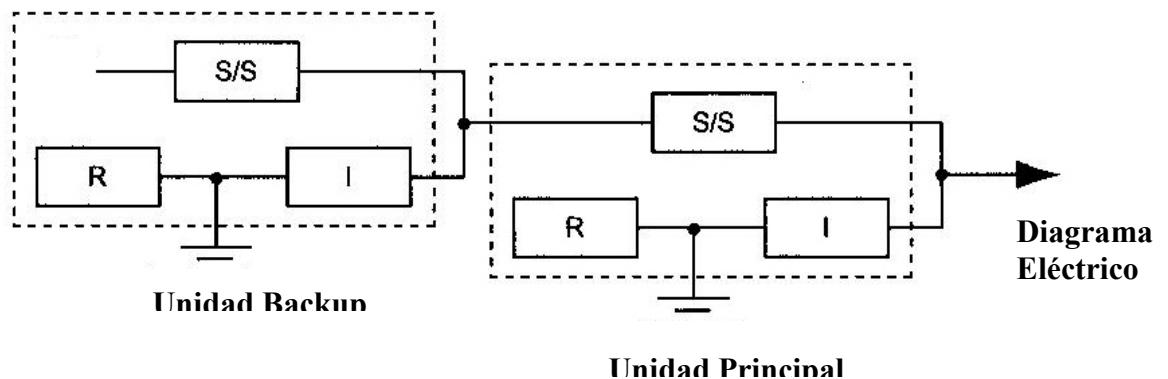 S/S
R
I
Unidad Backup
S/S
R
I
Unidad Principal
Diagrama
Eléctrico